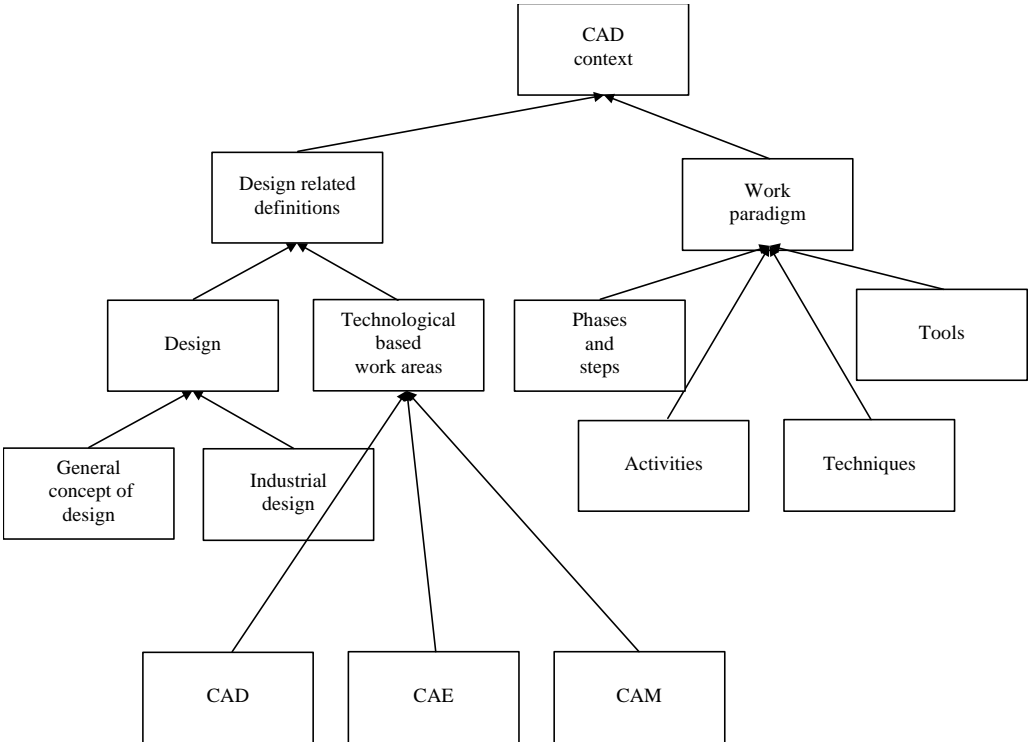 CAD
context
Design related
definitions
Work
paradigm
Design
Technological
based
work areas
Phases
and
steps
Tools
General
concept of
design
Industrial
design
Activities
Techniques
CAD
CAE
CAM